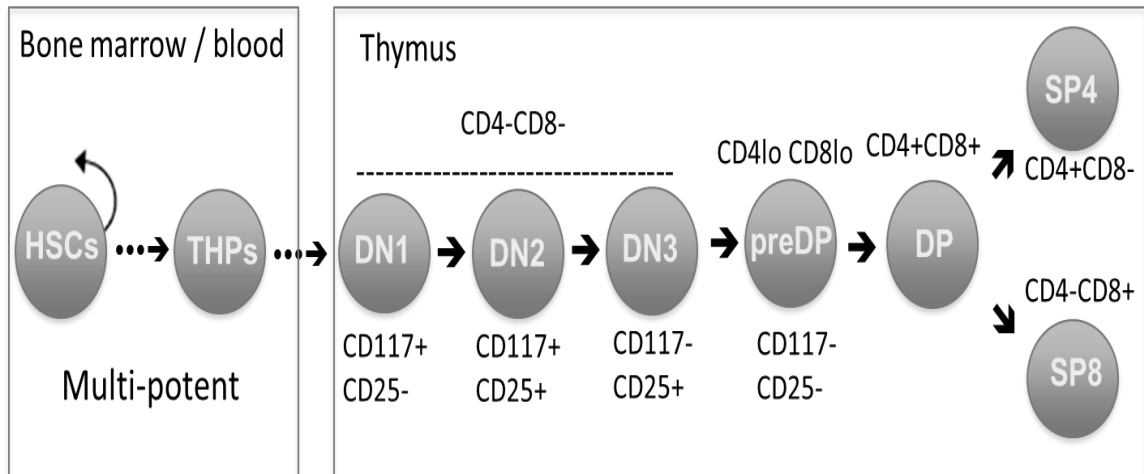 Bone marrow / blood
HSCs
THPs
Multi-potent
Thymus
CD4-CD8-
DN1
DN2
DN3
CD117+
CD25-
CD117+
CD25+
CD117-
CD25+
CD4lo CD8lo
preDP
CD117-
CD25-
CD4+CD8+
DP
SP4
CD4+CD8-
CD4-CD8+
SP8